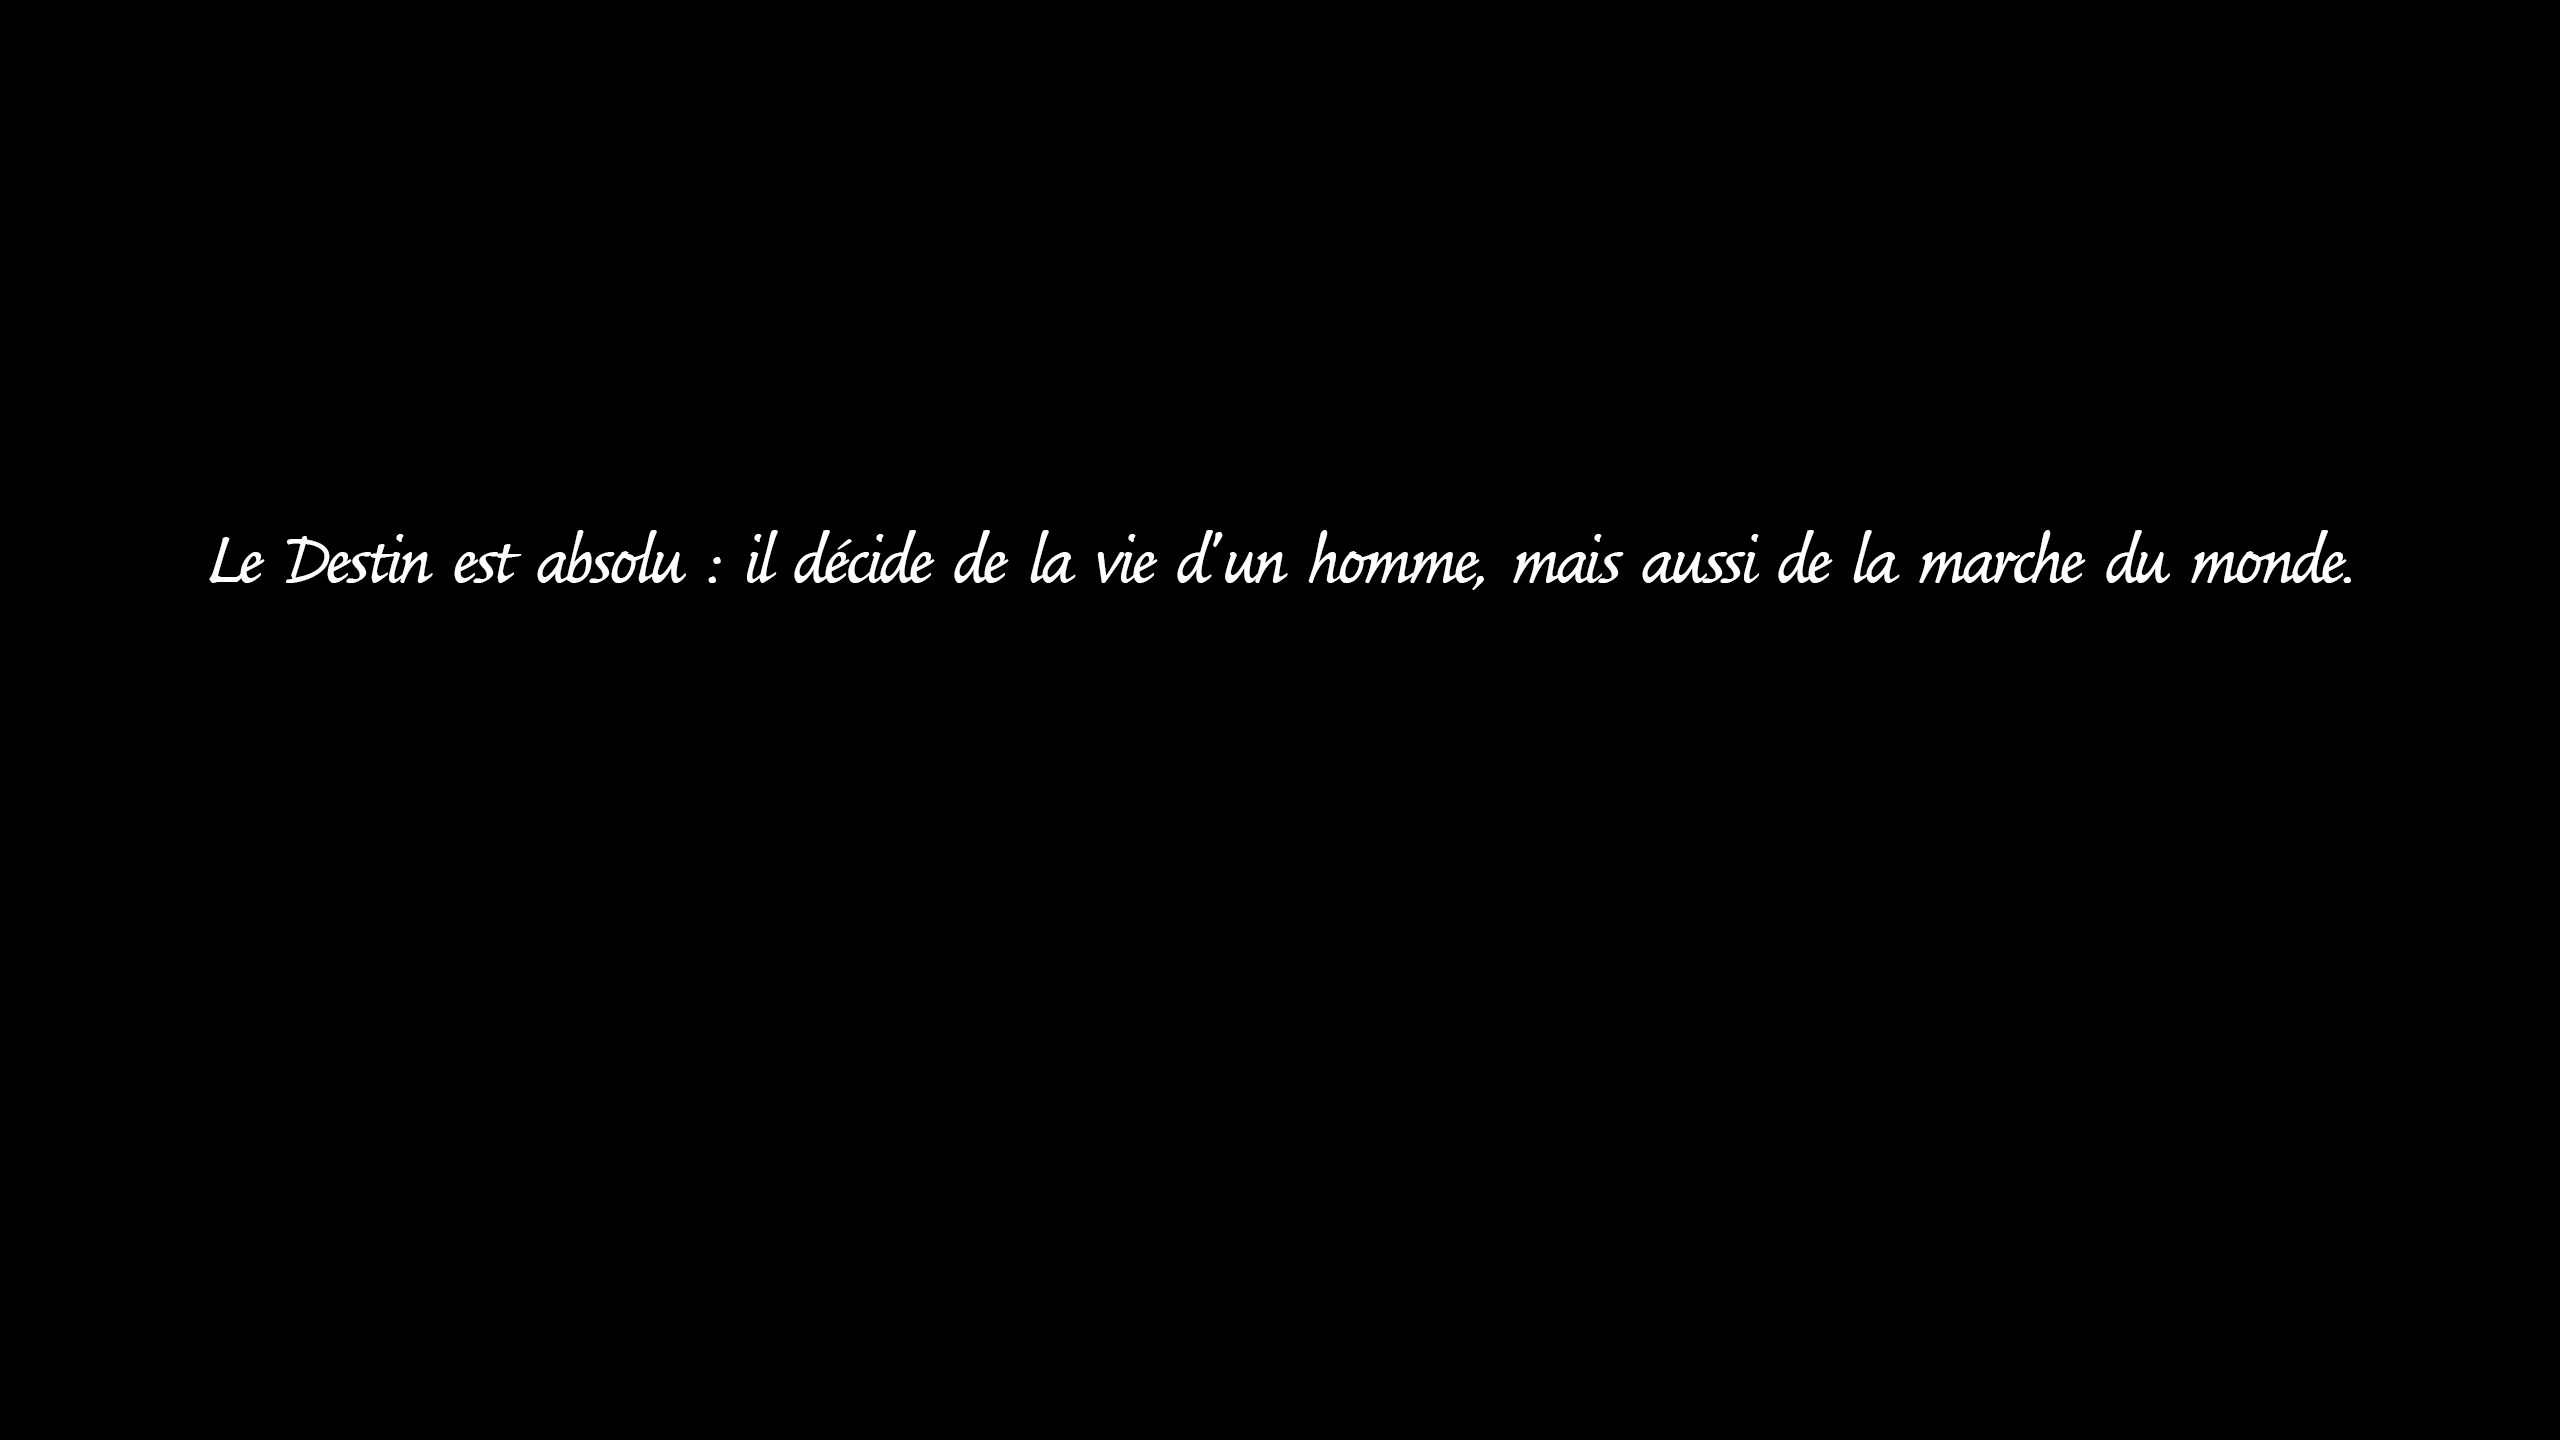 Le Destin est absolu : il décide de la vie d'un homme, mais aussi de la marche du monde.